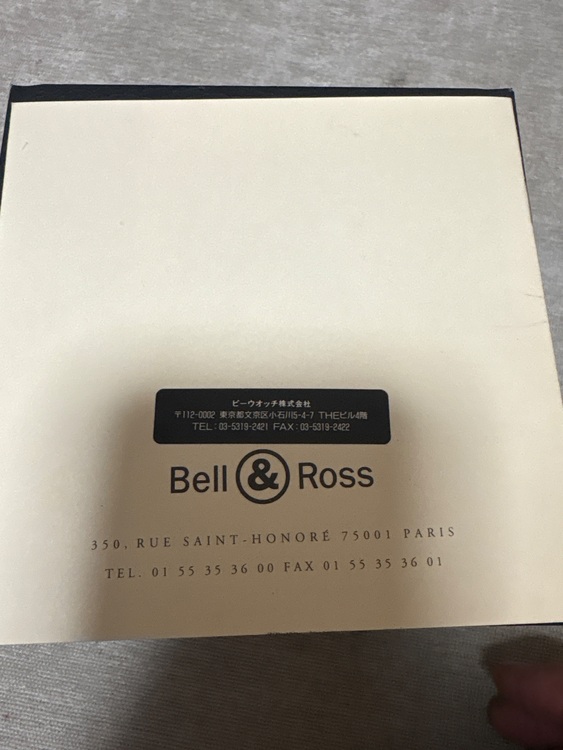 ビーウオッチ株式会社
〒112-0002 東京都文京区小石川5-4-7 THEビル4階
TEL:03-5319-2421 FAX:03-5319-2422
Bell & Ross
350, RUE SAINT-HONORÉ 75001 PARIS
TEL. 01 55 35 36 00 FAX 01 55 35 36 01